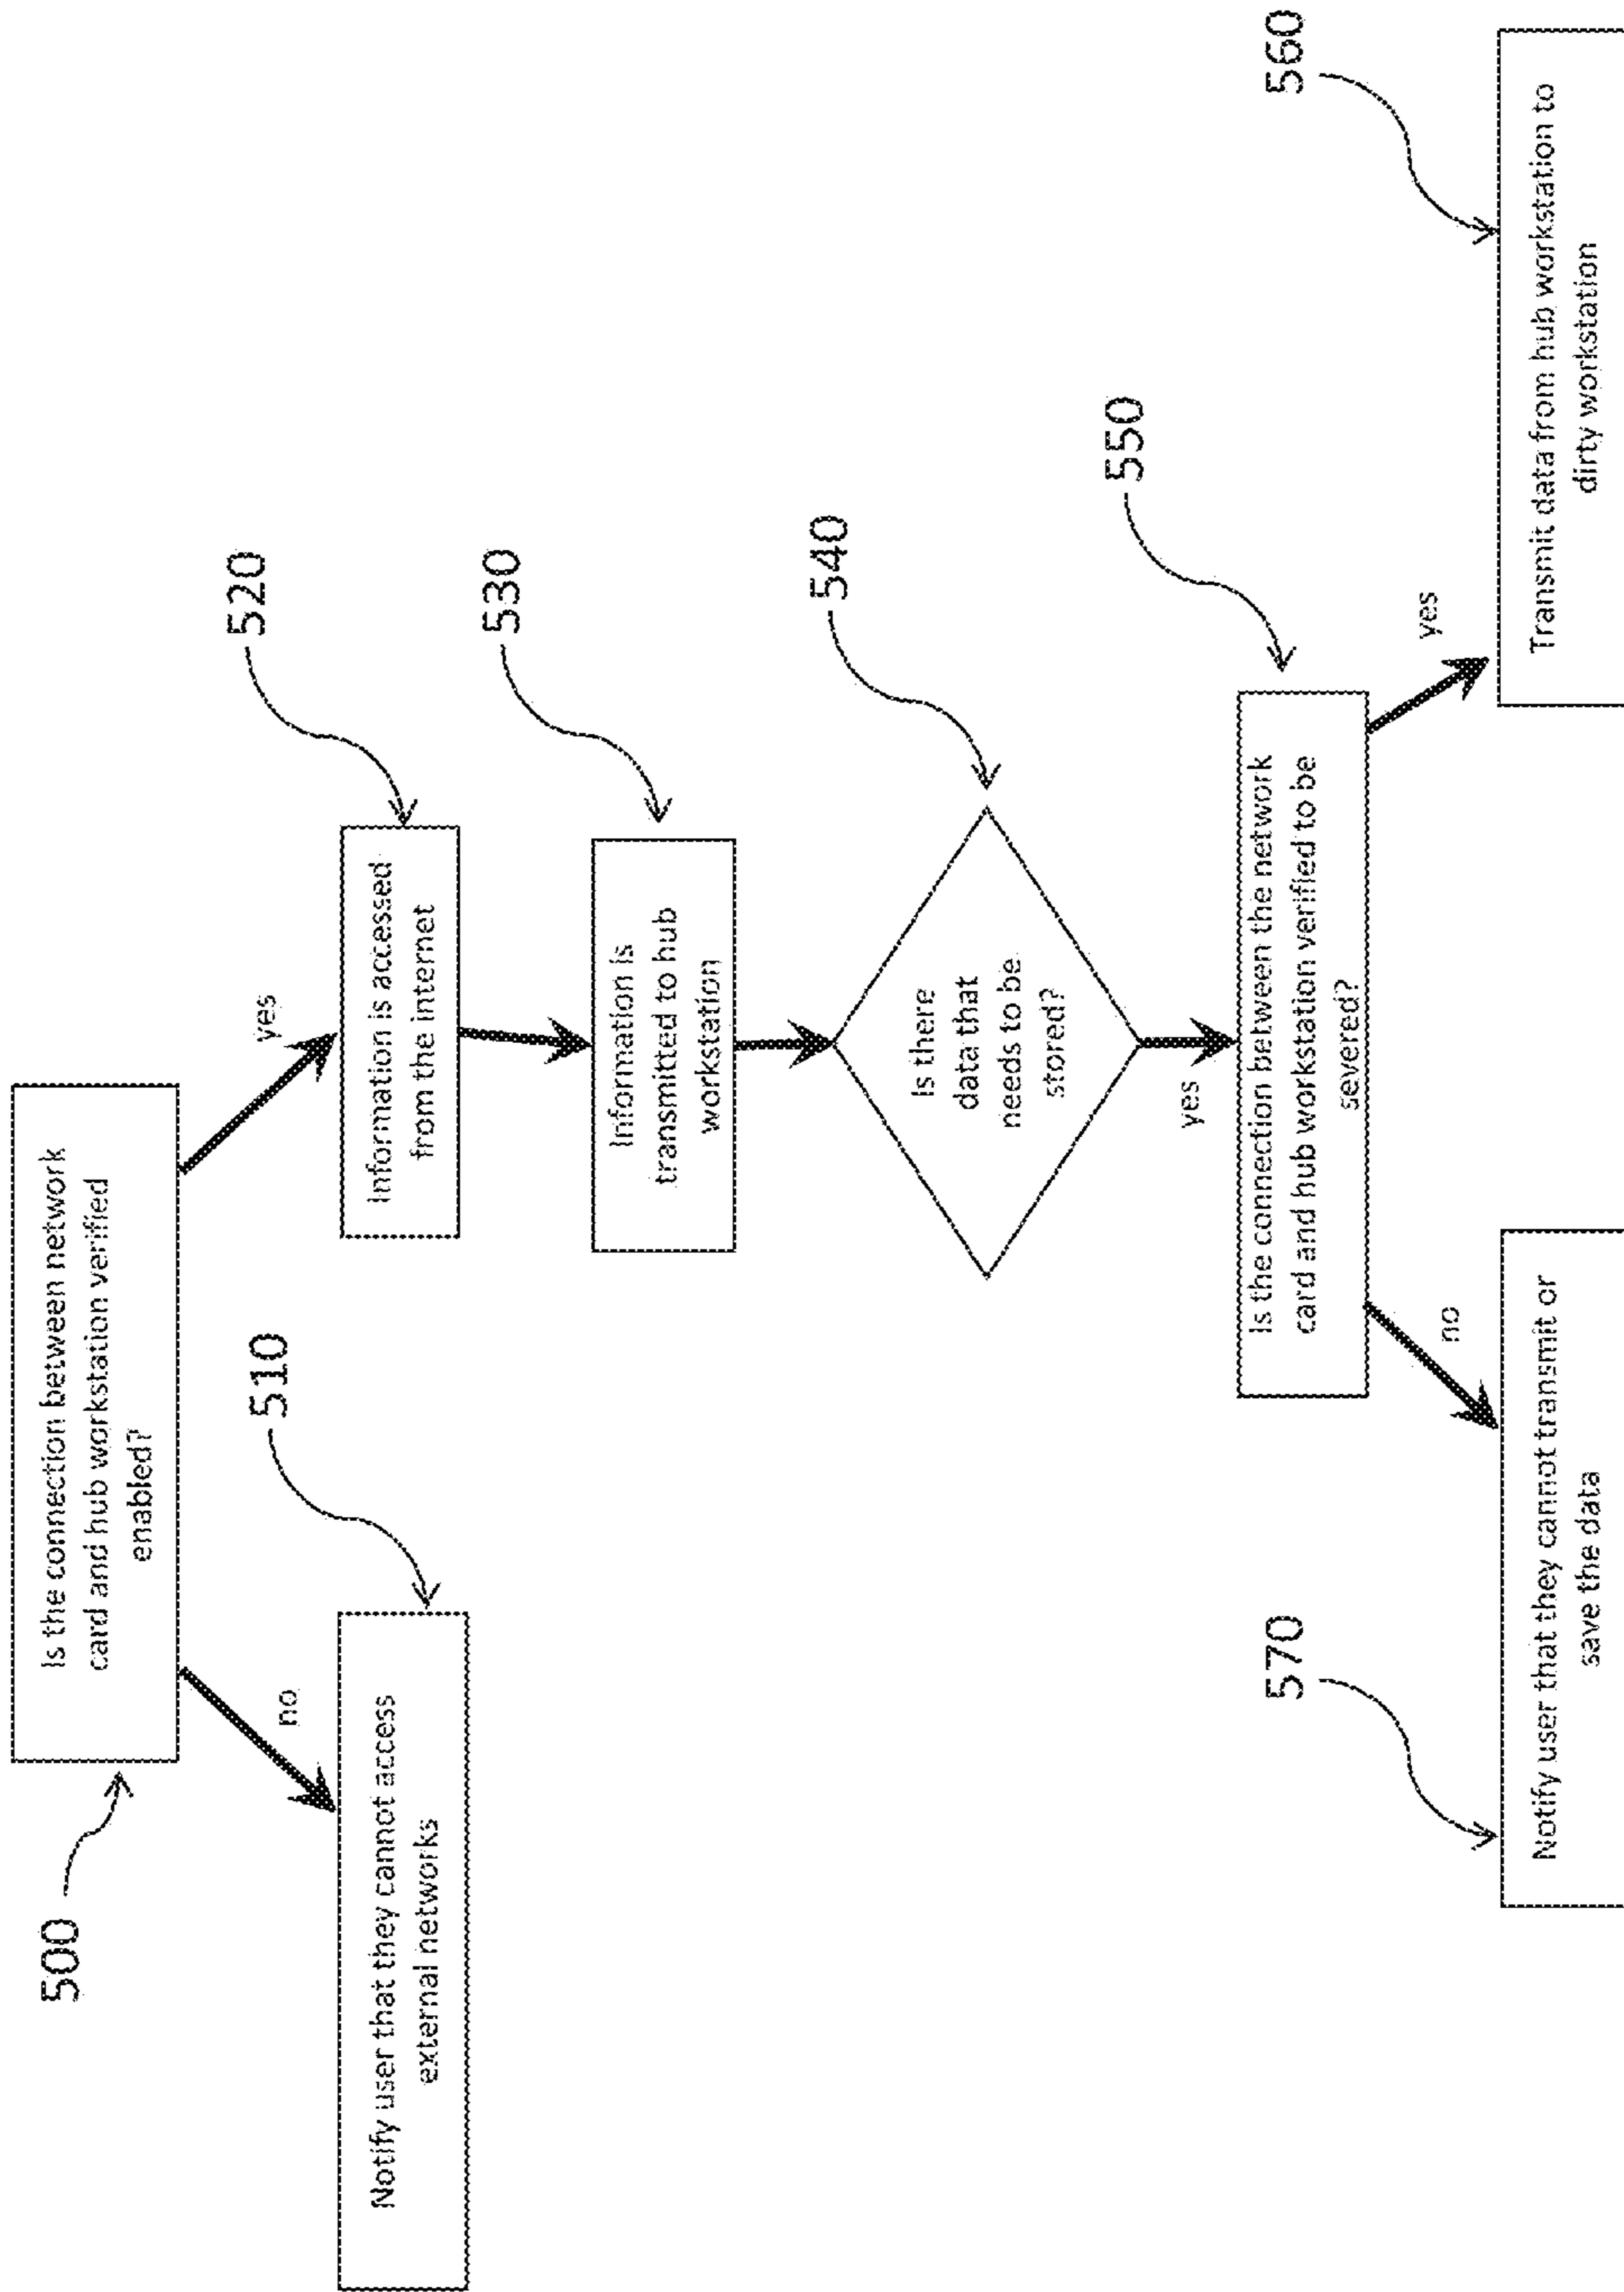 500
Is the connection between network
card and hub workstation verified
enabled?
no
yes
510
Notify user that they cannot access
external networks
520
Information is accessed
from the internet
530
Information is
transmitted to hub
workstation
540
Is there
data that
needs to be
stored?
yes
550
Is the connection between the network
card and hub workstation verified to be
severed?
no
yes
570
Notify user that they cannot transmit or
save the data
560
Transmit data from hub workstation to
dirty workstation